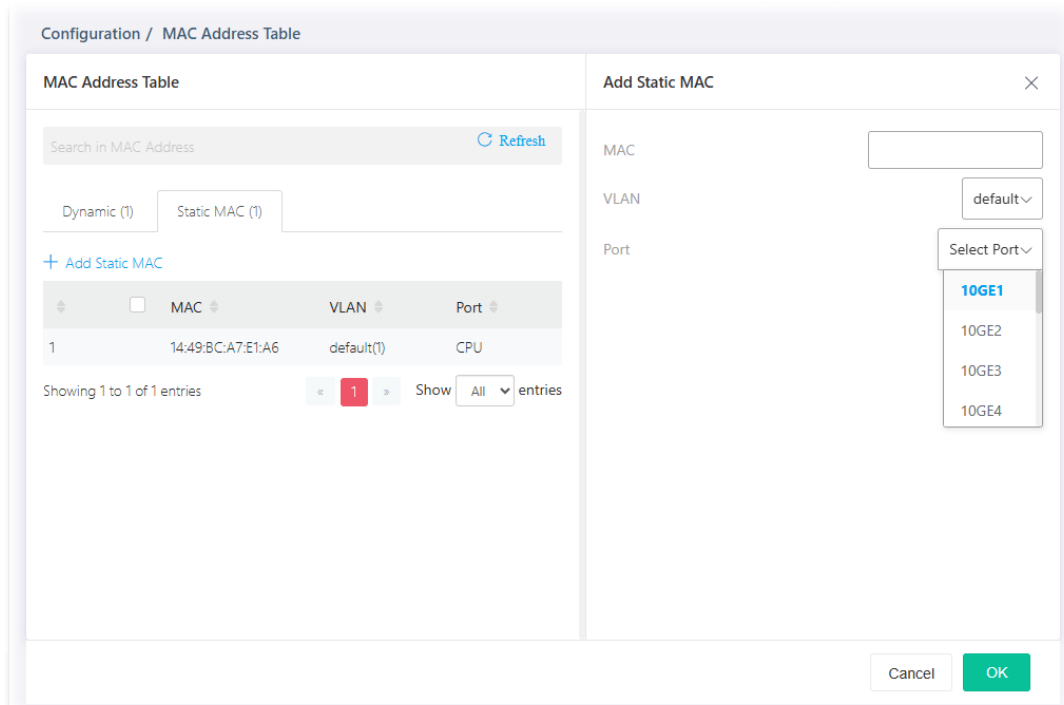 Configuration / MAC Address Table
MAC Address Table
Search in MAC Address
Refresh
Dynamic (1)
Static MAC (1)
+ Add Static MAC
MAC VLAN Port
1 14:49:BC:A7:E1:A6 default(1) CPU
Showing 1 to 1 of 1 entries
« 1 » Show All entries
Add Static MAC
MAC
VLAN default
Port Select Port
10GE1
10GE2
10GE3
10GE4
Cancel OK